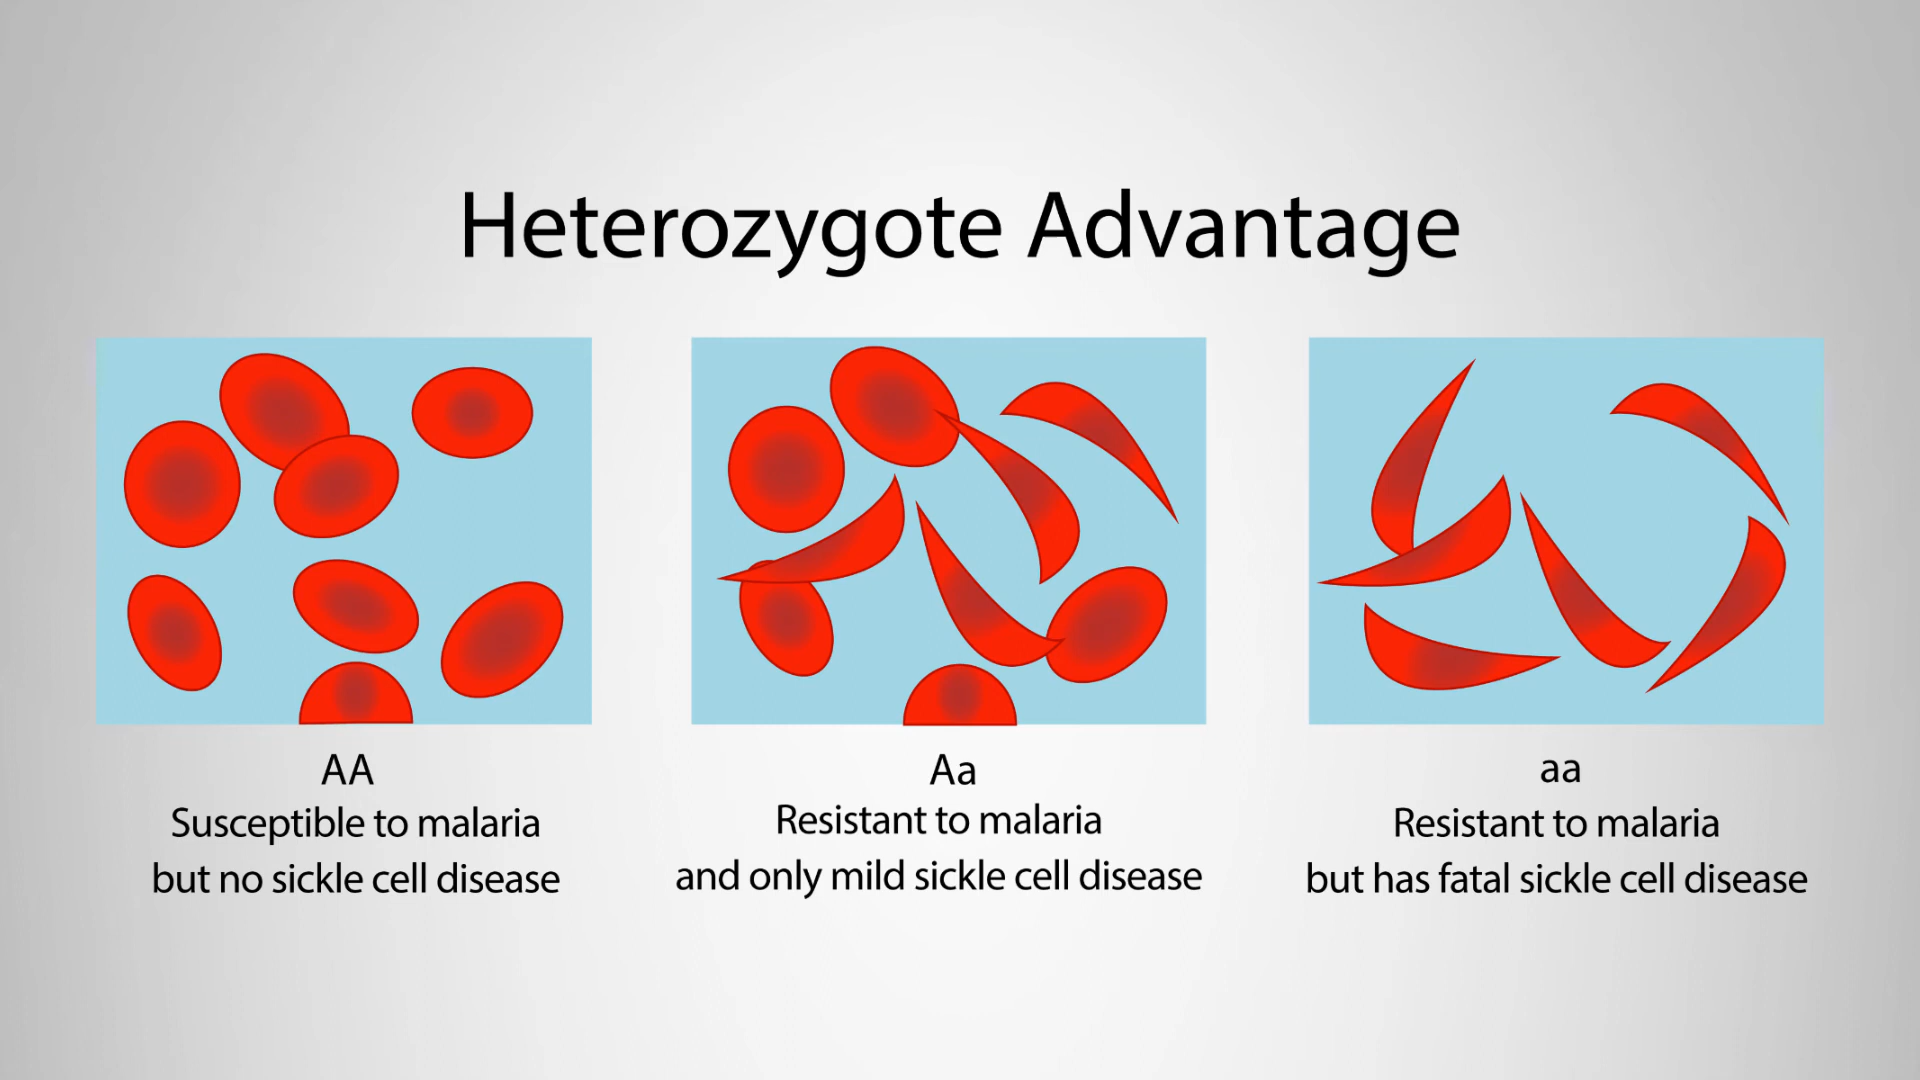 Heterozygote Advantage
AA
Susceptible to malaria
but no sickle cell disease
Aa
Resistant to malaria
and only mild sickle cell disease
aa
Resistant to malaria
but has fatal sickle cell disease